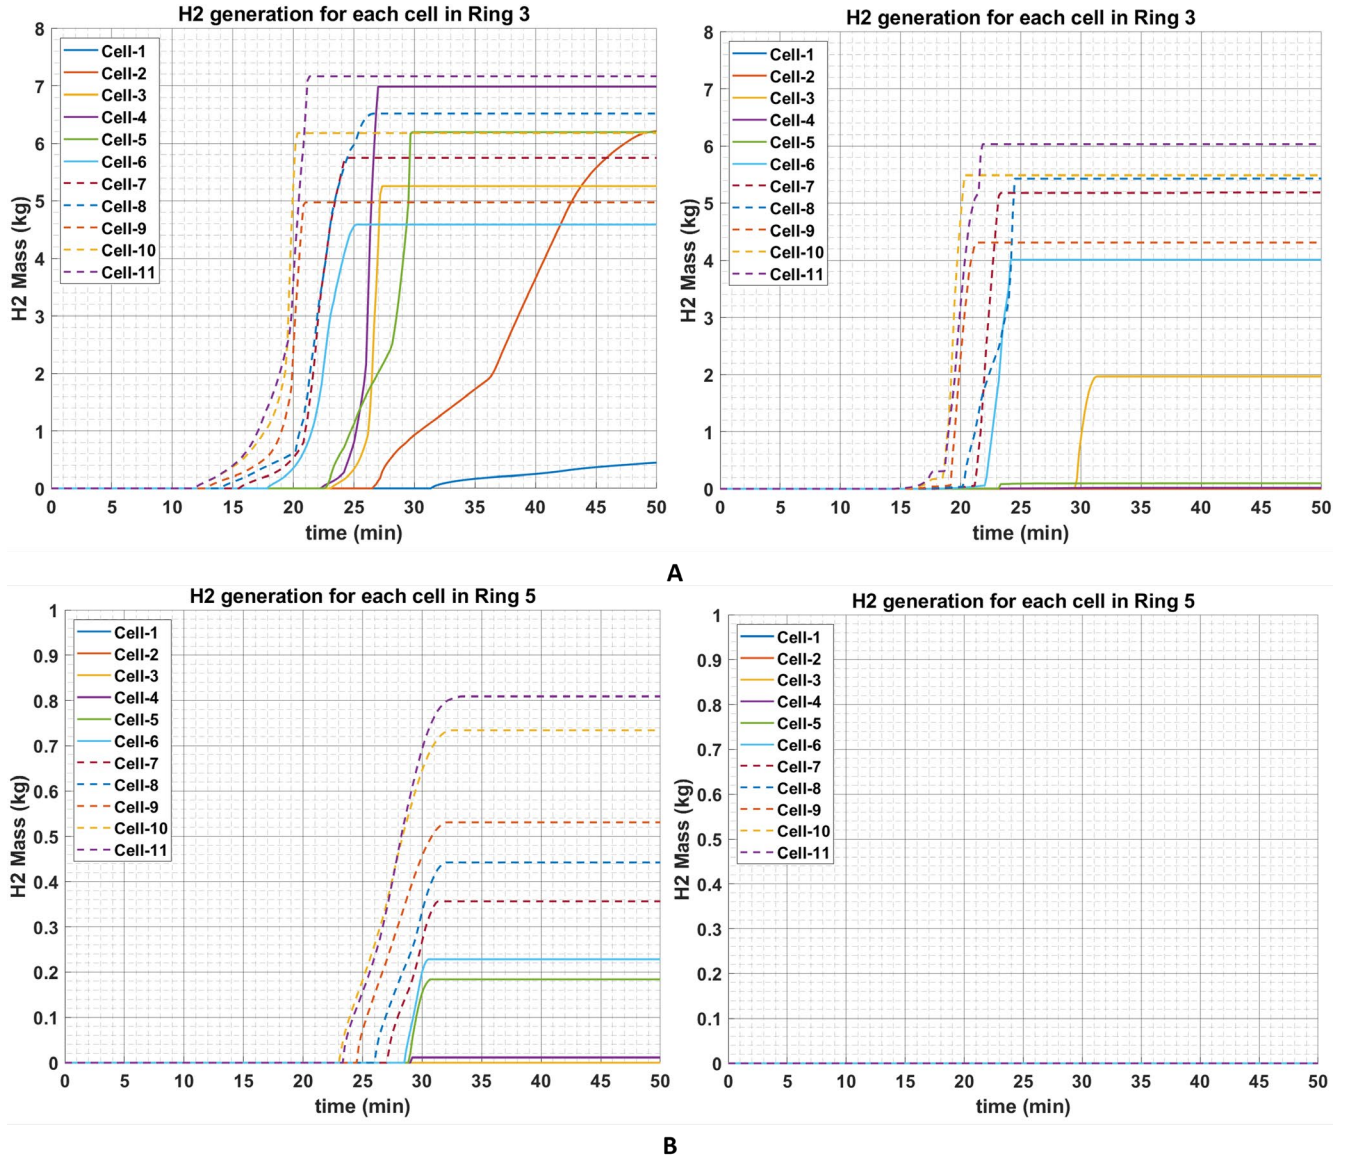 H2 generation for each cell in Ring 3
8
7
6
5
4
3
2
1
0
H2 Mass (kg)
Cell-1
Cell-2
Cell-3
Cell-4
Cell-5
Cell-6
Cell-7
Cell-8
Cell-9
Cell-10
Cell-11
0 5 10 15 20 25 30 35 40 45 50
time (min)
H2 generation for each cell in Ring 3
8
7
6
5
4
3
2
1
0
H2 Mass (kg)
Cell-1
Cell-2
Cell-3
Cell-4
Cell-5
Cell-6
Cell-7
Cell-8
Cell-9
Cell-10
Cell-11
0 5 10 15 20 25 30 35 40 45 50
time (min)
A
H2 generation for each cell in Ring 5
1
0.9
0.8
0.7
0.6
0.5
0.4
0.3
0.2
0.1
0
H2 Mass (kg)
Cell-1
Cell-2
Cell-3
Cell-4
Cell-5
Cell-6
Cell-7
Cell-8
Cell-9
Cell-10
Cell-11
0 5 10 15 20 25 30 35 40 45 50
time (min)
H2 generation for each cell in Ring 5
1
0.9
0.8
0.7
0.6
0.5
0.4
0.3
0.2
0.1
0
H2 Mass (kg)
Cell-1
Cell-2
Cell-3
Cell-4
Cell-5
Cell-6
Cell-7
Cell-8
Cell-9
Cell-10
Cell-11
0 5 10 15 20 25 30 35 40 45 50
time (min)
B